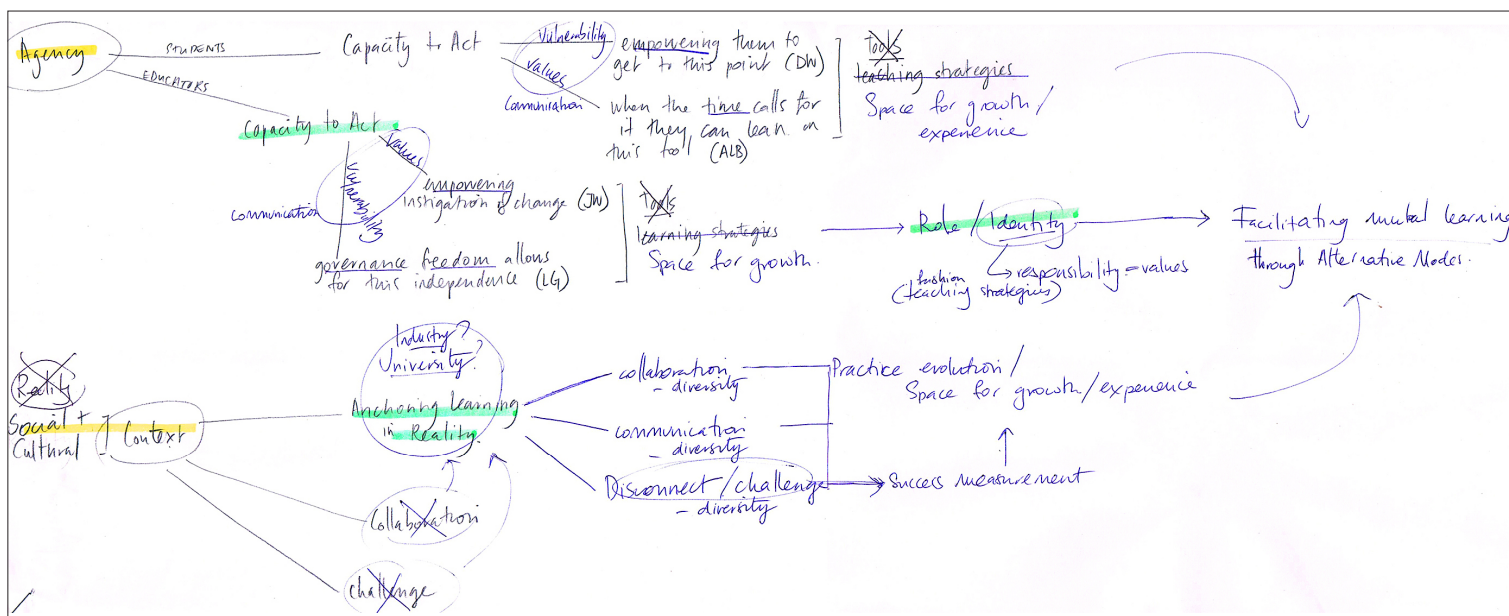 Agency
STUDENTS
EDUCATORS
Capacity to Act
Vulnerability
values
communication
empowering them to
get to this point (DW)
when the time calls for
it they can lean on
this tool (ALB)
Tools
teaching strategies
Space for growth /
experience
Capacity to Act
values
Vulnerability
communication
empowering
instigation of change (JW)
governance freedom allows
for this independence (LG)
Tools
learning strategies
Space for growth.
Role / Identity
responsibility = values
fashion
(teaching strategies)
Facilitating mutual learning
through Alternative Modes.
Reality
Social +
Cultural
Context
Industry?
University?
Anchoring Learning
in Reality.
Collaboration
challenge
collaboration
- diversity
communication
- diversity
Disconnect / challenge
- diversity
Practice evolution /
Space for growth / experience
Success measurement